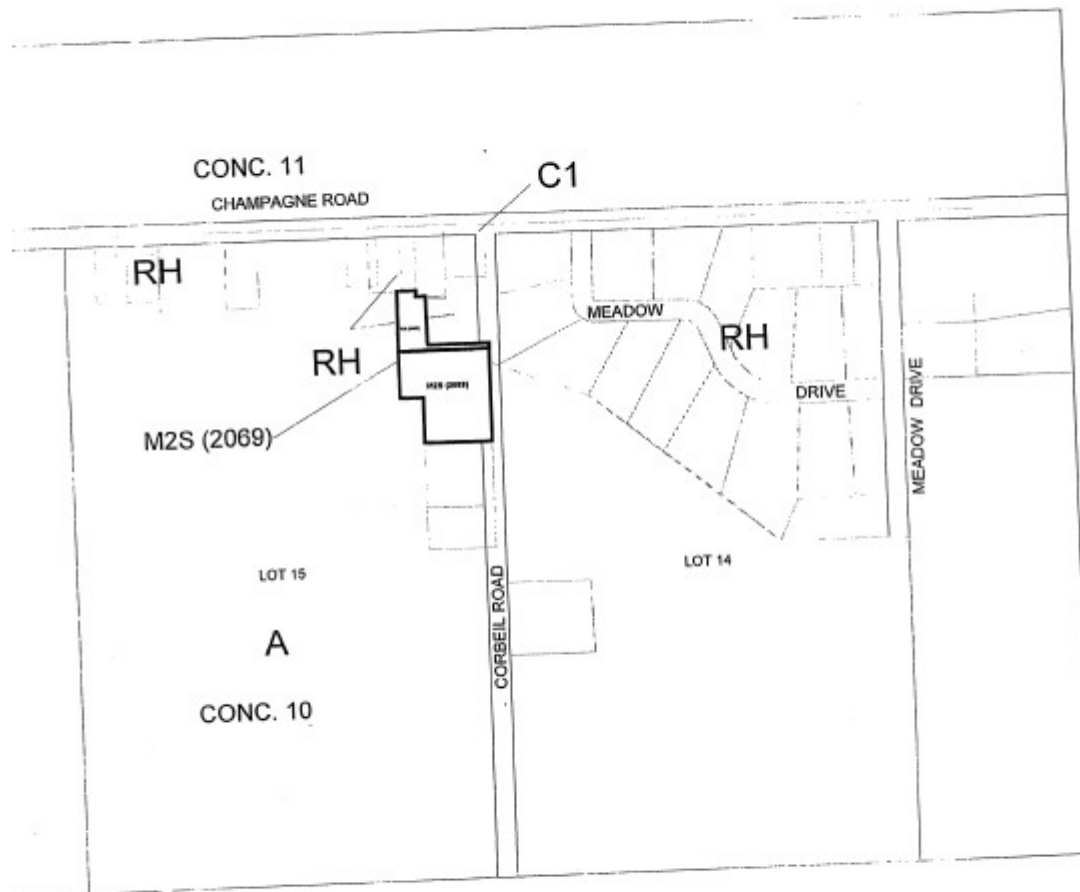 CONC. 11
C1
CHAMPAGNE ROAD
RH
MEADOW
RH
RH
DRIVE
MEADOW DRIVE
M2S (2069)
LOT 14
LOT 15
CORBEIL ROAD
A
CONC. 10